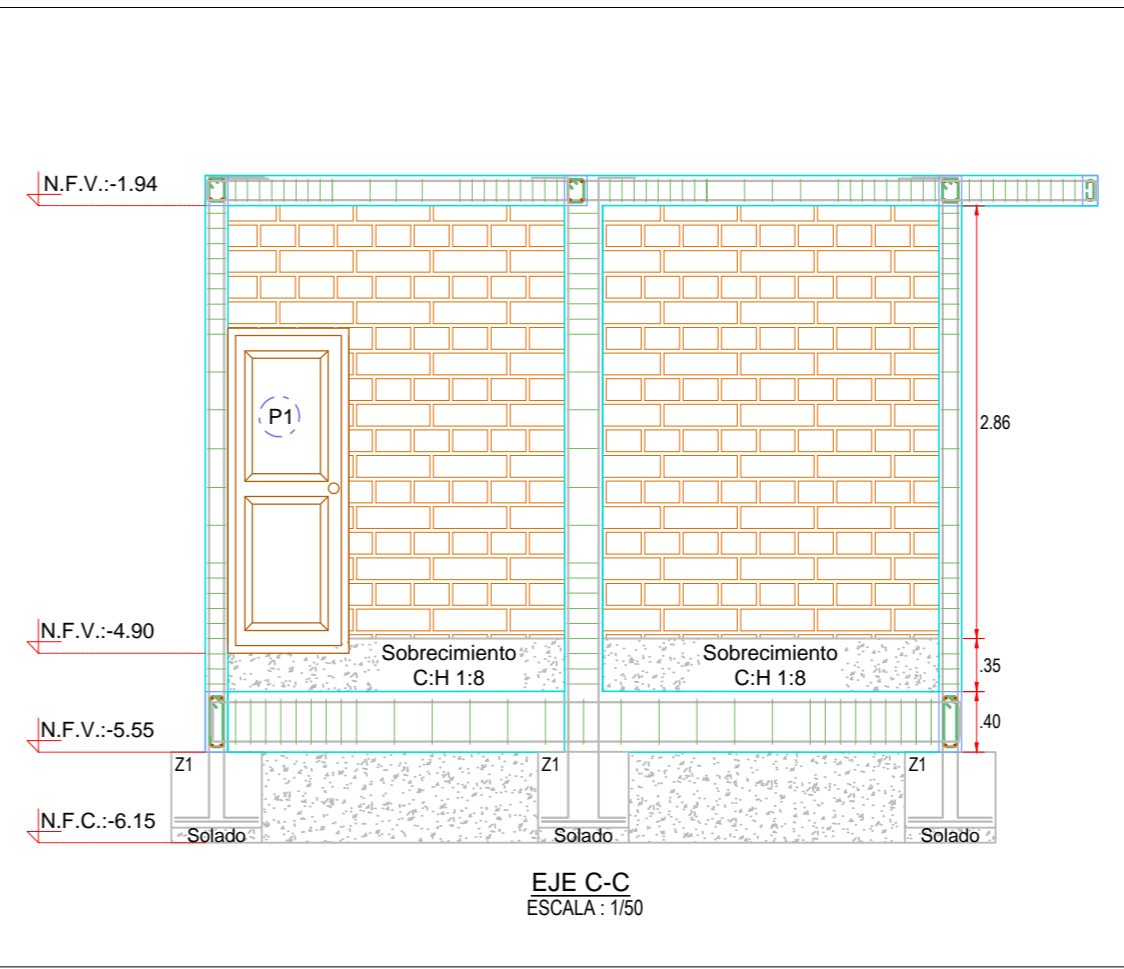 N.F.V.:-1.94
P1
2.86
N.F.V.:-4.90
Sobrecimiento
C:H 1:8
Sobrecimiento
C:H 1:8
.35
N.F.V.:-5.55
.40
Z1
Z1
Z1
N.F.C.:-6.15
Solado
Solado
Solado
EJE C-C
ESCALA : 1/50